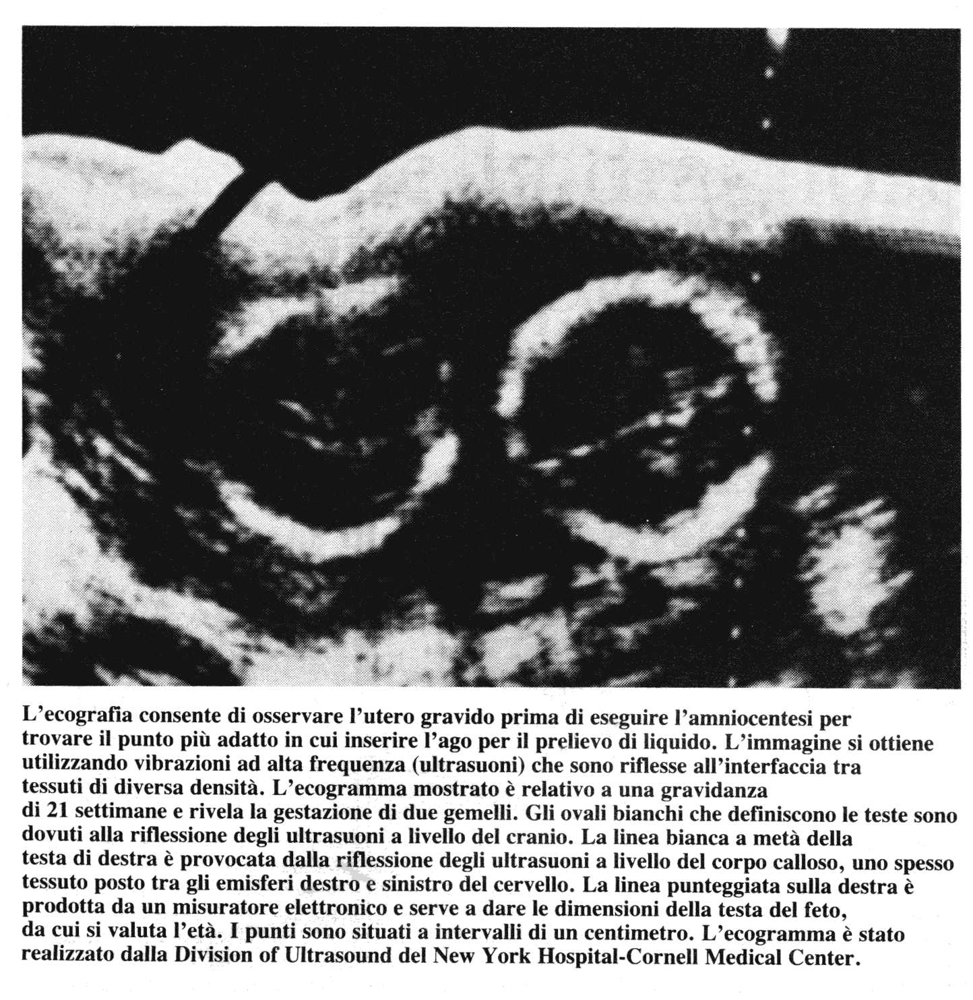 L'ecografia consente di osservare l'utero gravido prima di eseguire l'amniocentesi per
trovare il punto più adatto in cui inserire l'ago per il prelievo di liquido. L'immagine si ottiene
utilizzando vibrazioni ad alta frequenza (ultrasuoni) che sono riflesse all'interfaccia tra
tessuti di diversa densità. L'ecogramma mostrato è relativo a una gravidanza
di 21 settimane e rivela la gestazione di due gemelli. Gli ovali bianchi che definiscono le teste sono
dovuti alla riflessione degli ultrasuoni a livello del cranio. La linea bianca a metà della
testa di destra è provocata dalla riflessione degli ultrasuoni a livello del corpo calloso, uno spesso
tessuto posto tra gli emisferi destro e sinistro del cervello. La linea punteggiata sulla destra è
prodotta da un misuratore elettronico e serve a dare le dimensioni della testa del feto,
da cui si valuta l'età. I punti sono situati a intervalli di un centimetro. L'ecogramma è stato
realizzato dalla Division of Ultrasound del New York Hospital-Cornell Medical Center.